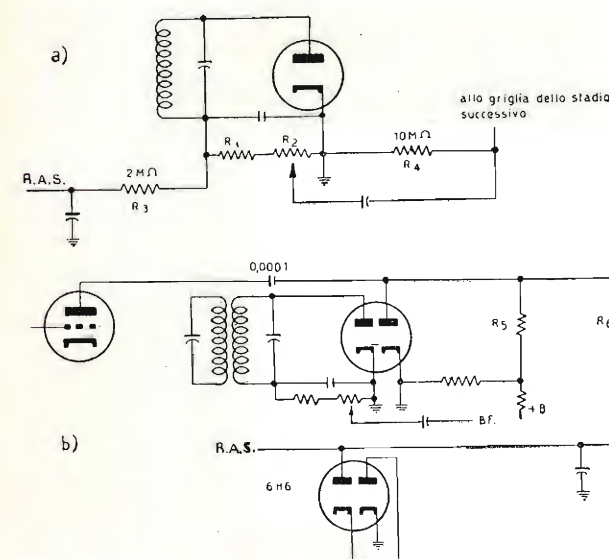 a)
allo griglia dello stadio
successivo
R1
R2
10MΩ
R4
R.A.S.
2MΩ
R3
0,0001
R5
R6
+B
BF.
b)
R.A.S.
6H6